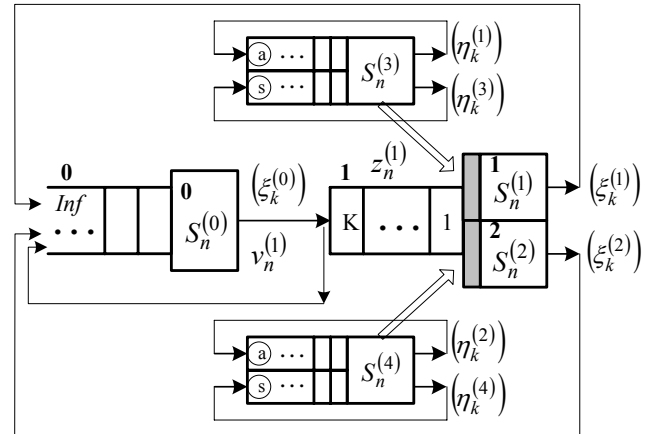 a ... S_n^{(3)} (η_k^{(1)})
s ... (η_k^{(3)})
0 (ξ_k^{(0)}) 1 z_n^{(1)} 1 S_n^{(1)} (ξ_k^{(1)})
Inf ... 0 S_n^{(0)} K ... 1
v_n^{(1)} 2 S_n^{(2)} (ξ_k^{(2)})
a ... S_n^{(4)} (η_k^{(2)})
s ... (η_k^{(4)})